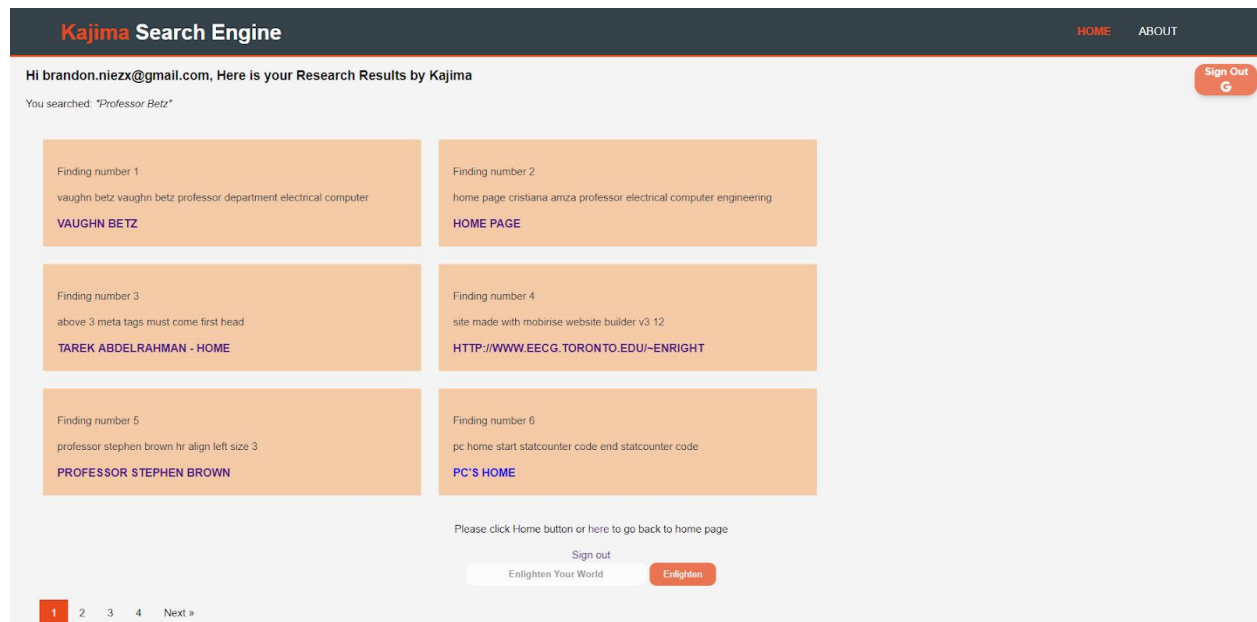 Kajima Search Engine
HOME ABOUT
Hi brandon.niezx@gmail.com, Here is your Research Results by Kajima
Sign Out
G
You searched: "Professor Betz"
Finding number 1
vaughn betz vaughn betz professor department electrical computer
VAUGHN BETZ
Finding number 2
home page cristiana amza professor electrical computer engineering
HOME PAGE
Finding number 3
above 3 meta tags must come first head
TAREK ABDELRAHMAN - HOME
Finding number 4
site made with mobirise website builder v3 12
HTTP://WWW.EECG.TORONTO.EDU/~ENRIGHT
Finding number 5
professor stephen brown hr align left size 3
PROFESSOR STEPHEN BROWN
Finding number 6
pc home start statcounter code end statcounter code
PC'S HOME
Please click Home button or here to go back to home page
Sign out
Enlighten Your World Enlighten
1 2 3 4 Next »